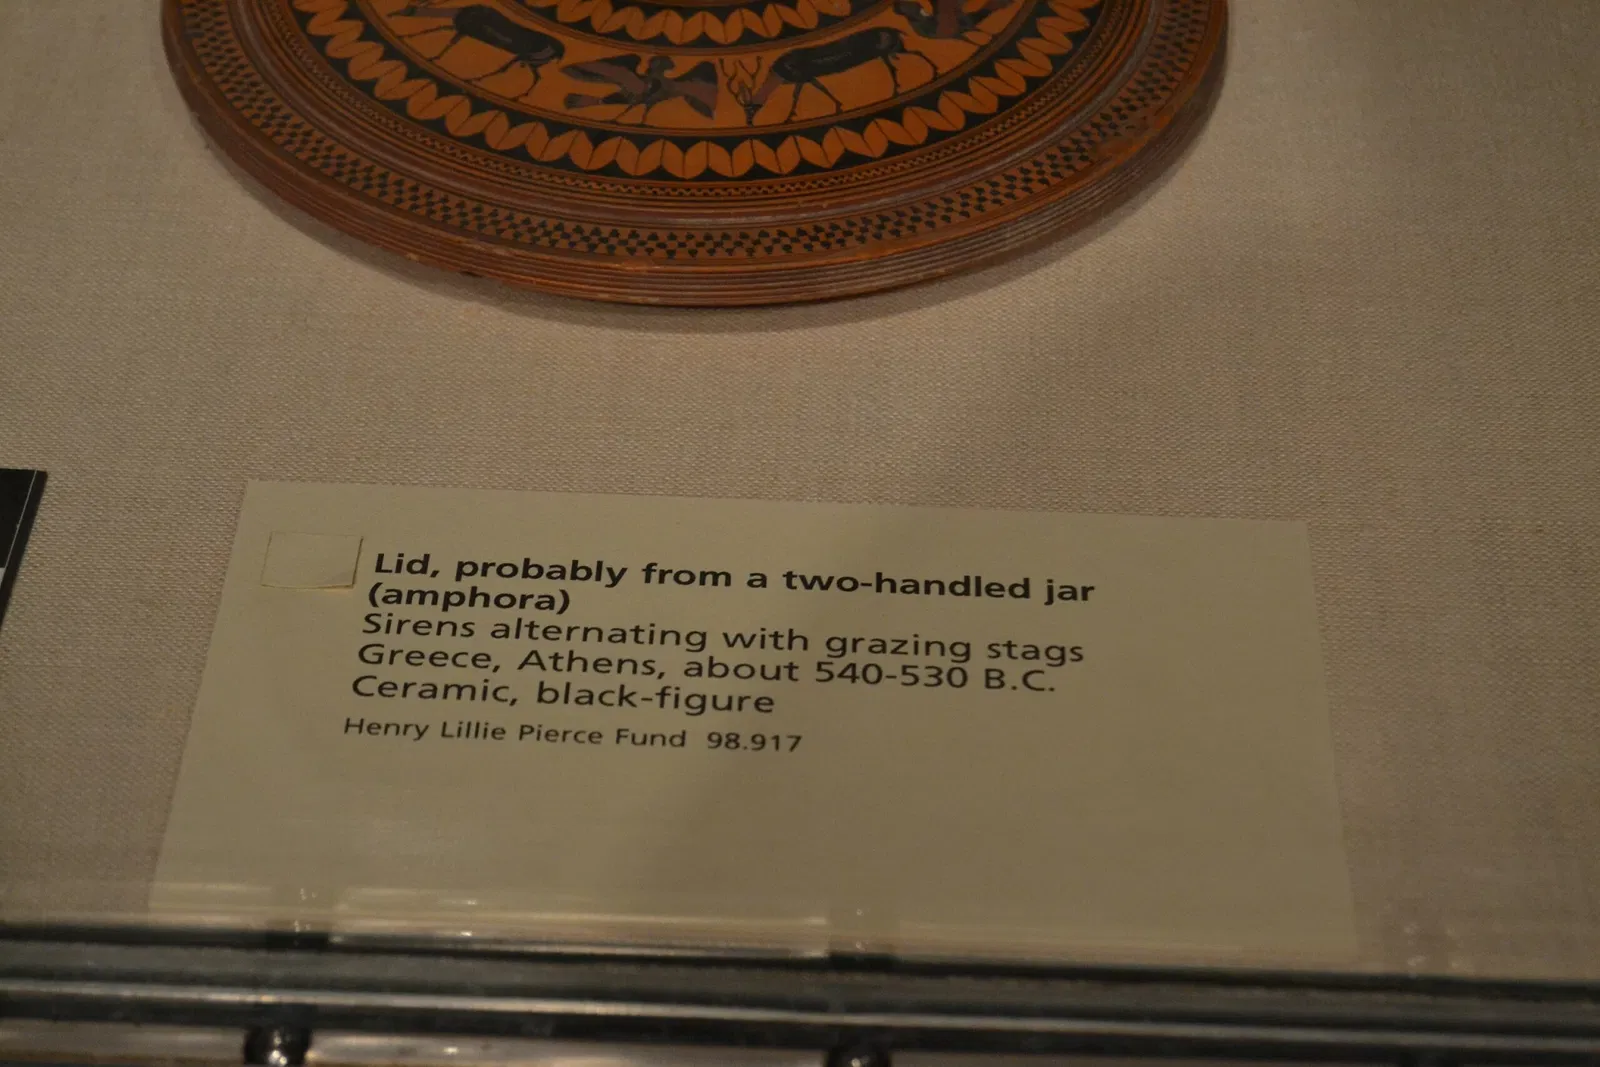 Lid, probably from a two-handled jar
(amphora)
Sirens alternating with grazing stags
Greece, Athens, about 540-530 B.C.
Ceramic, black-figure
Henry Lillie Pierce Fund 98.917